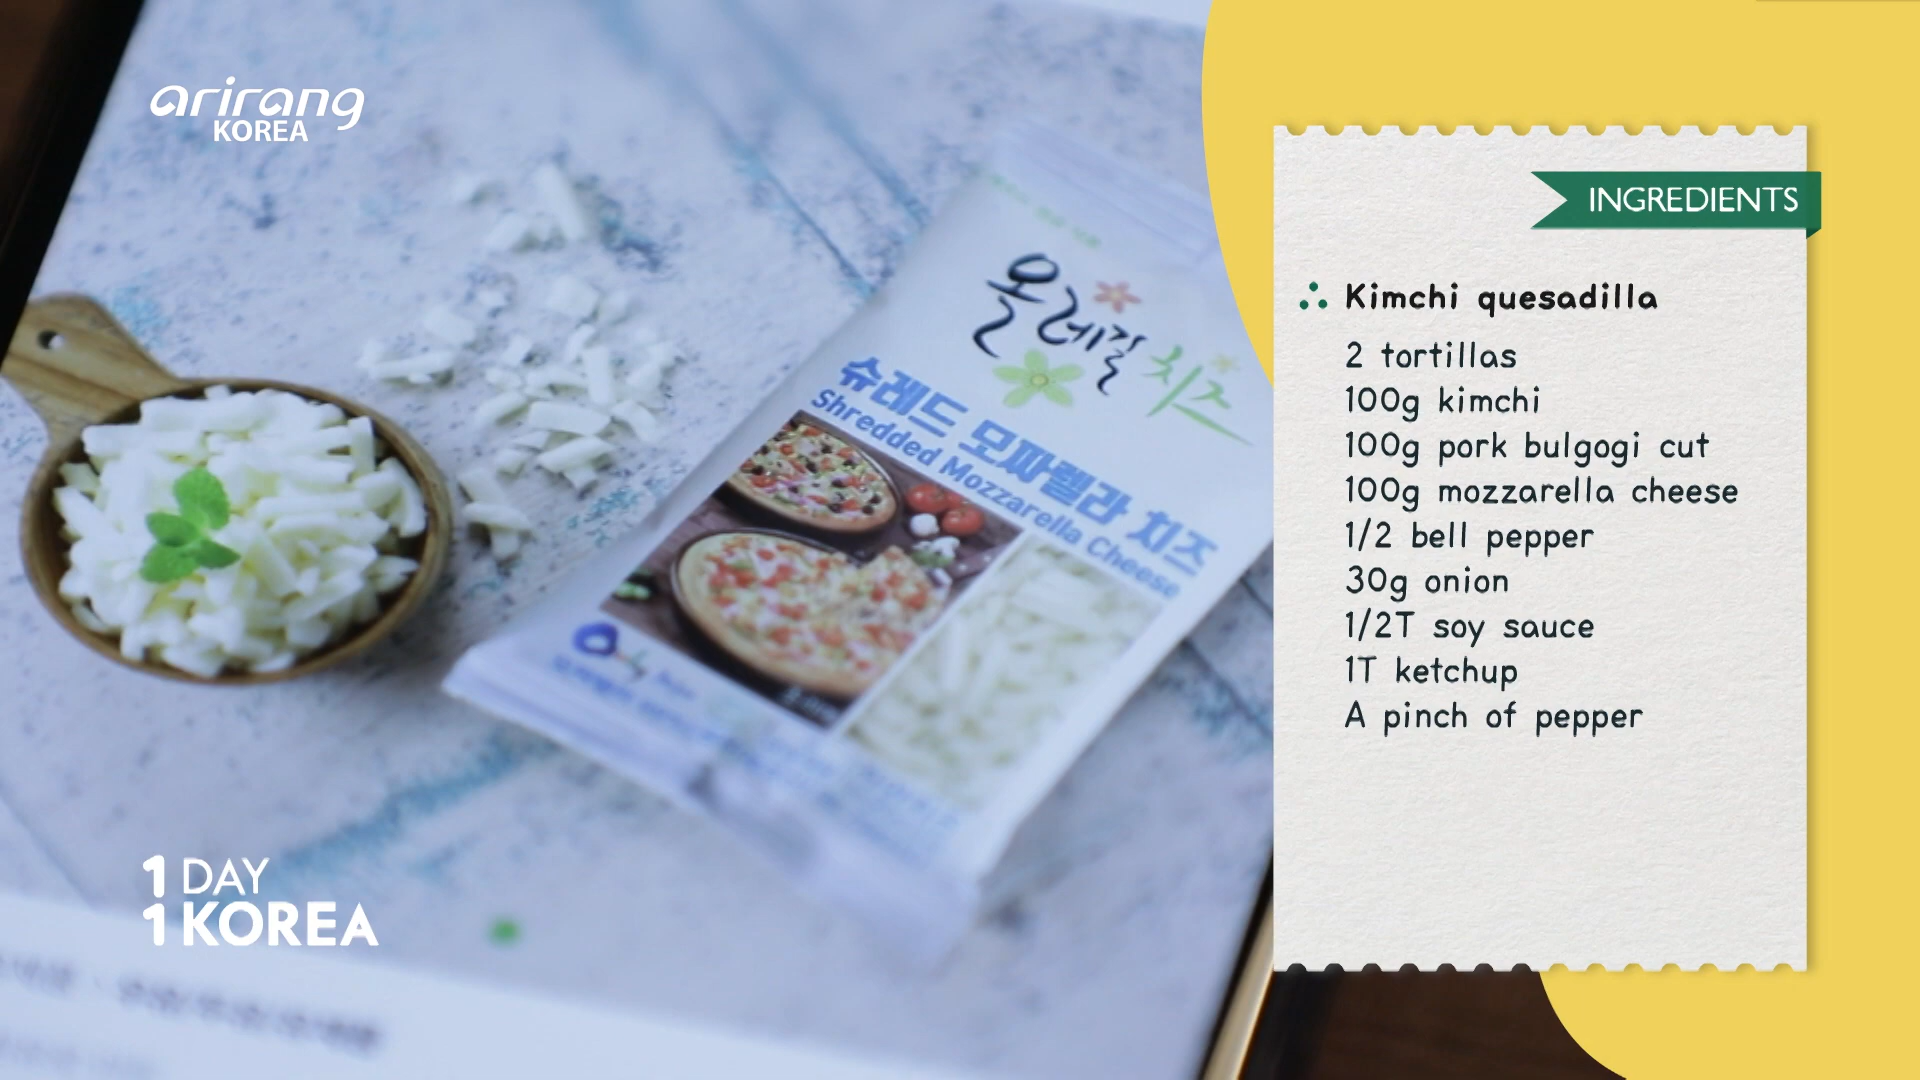 arirang
KOREA
올레길 치즈
슈레드 모짜렐라 치즈
Shredded Mozzarella Cheese
1 DAY
1 KOREA
INGREDIENTS
Kimchi quesadilla
2 tortillas
100g kimchi
100g pork bulgogi cut
100g mozzarella cheese
1/2 bell pepper
30g onion
1/2T soy sauce
1T ketchup
A pinch of pepper